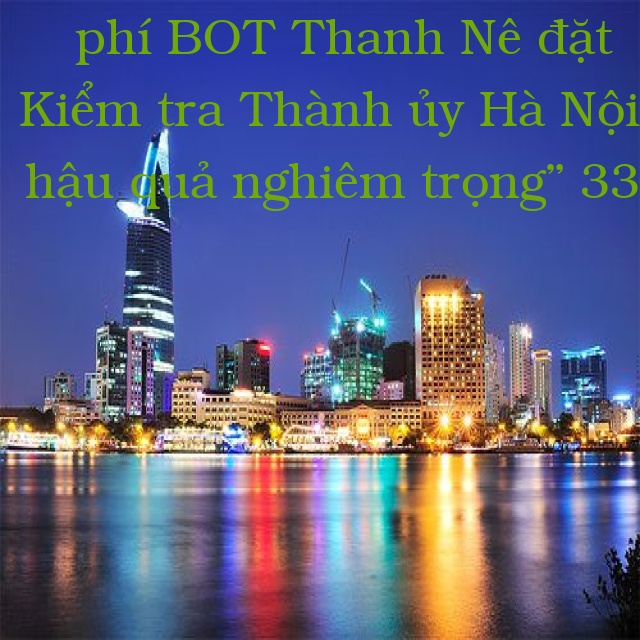 phí BOT Thanh Nê đặt
Kiểm tra Thành ủy Hà Nội
hậu quả nghiêm trọng” 33